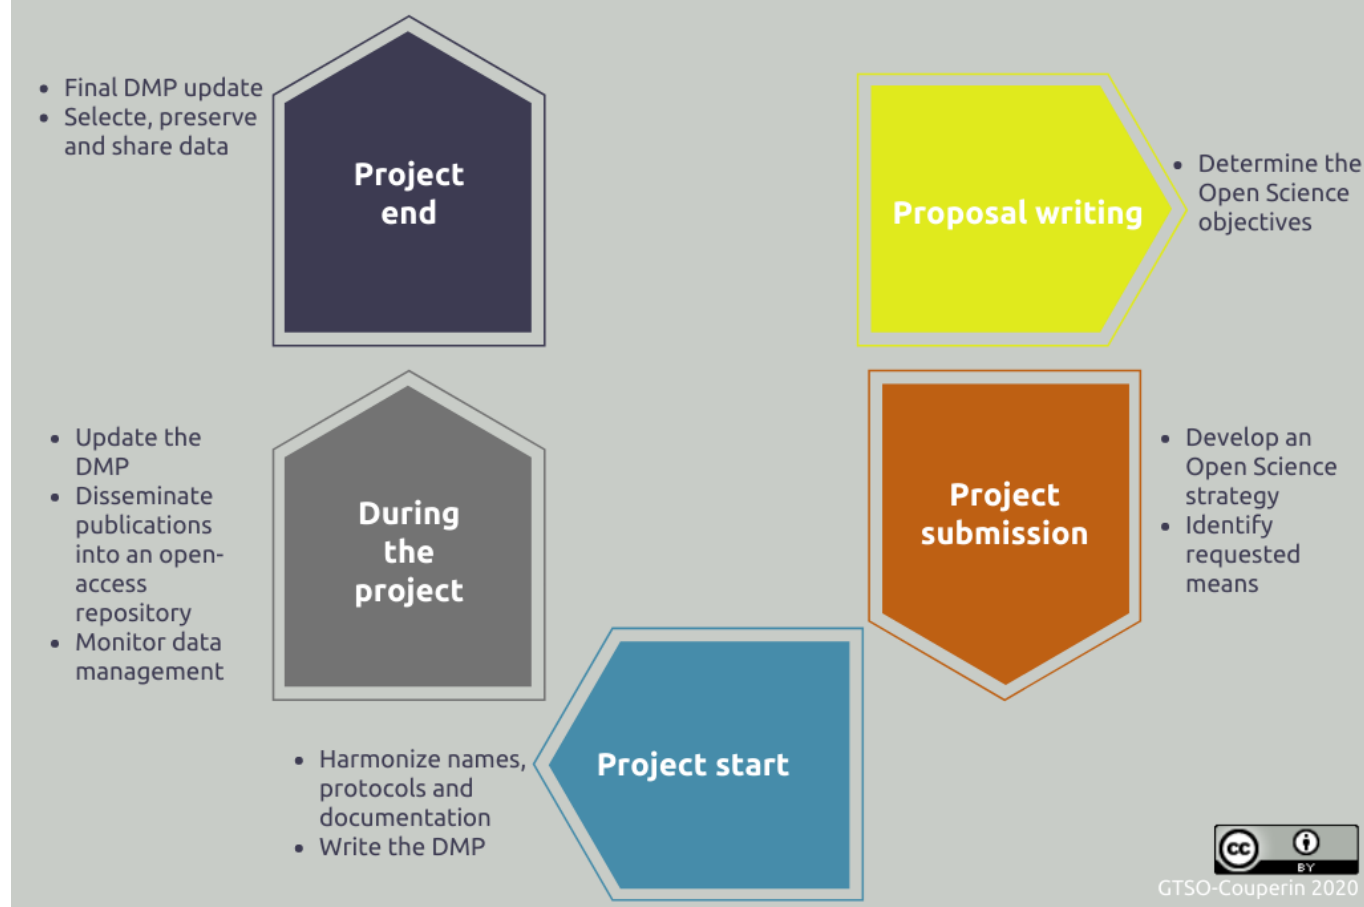 • Final DMP update
• Selecte, preserve
and share data
Project
end
Proposal writing
• Determine the
Open Science
objectives
• Update the
DMP
• Disseminate
publications
into an open-
access
repository
• Monitor data
management
During
the
project
Project
submission
• Develop an
Open Science
strategy
• Identify
requested
means
• Harmonize names,
protocols and
documentation
• Write the DMP
Project start
cc
BY
GTSO-Couperin 2020